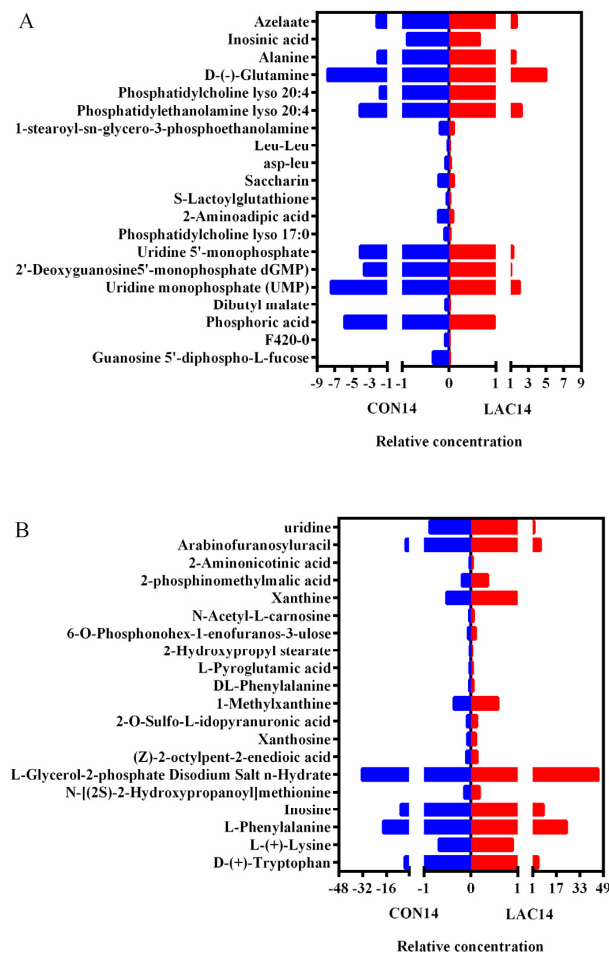 A
Azelaate
Inosinic acid
Alanine
D-(-)-Glutamine
Phosphatidylcholine lyso 20:4
Phosphatidylethanolamine lyso 20:4
1-stearoyl-sn-glycero-3-phosphoethanolamine
Leu-Leu
asp-leu
Saccharin
S-Lactoylglutathione
2-Aminoadipic acid
Phosphatidylcholine lyso 17:0
Uridine 5'-monophosphate
2'-Deoxyguanosine5'-monophosphate dGMP)
Uridine monophosphate (UMP)
Dibutyl malate
Phosphoric acid
F420-0
Guanosine 5'-diphospho-L-fucose
-9 -7 -5 -3 -1 -1 0 1 1 3 5 7 9
CON14 LAC14
Relative concentration
B
uridine
Arabinofuranosyluracil
2-Aminonicotinic acid
2-phosphinomethylmalic acid
Xanthine
N-Acetyl-L-carnosine
6-O-Phosphonohex-1-enofuranos-3-ulose
2-Hydroxypropyl stearate
L-Pyroglutamic acid
DL-Phenylalanine
1-Methylxanthine
2-O-Sulfo-L-idopyranuronic acid
Xanthosine
(Z)-2-octylpent-2-enedioic acid
L-Glycerol-2-phosphate Disodium Salt n-Hydrate
N-[(2S)-2-Hydroxypropanoyl]methionine
Inosine
L-Phenylalanine
L-(+)-Lysine
D-(+)-Tryptophan
-48 -32 -16 -1 0 1 1 17 33 49
CON14 LAC14
Relative concentration